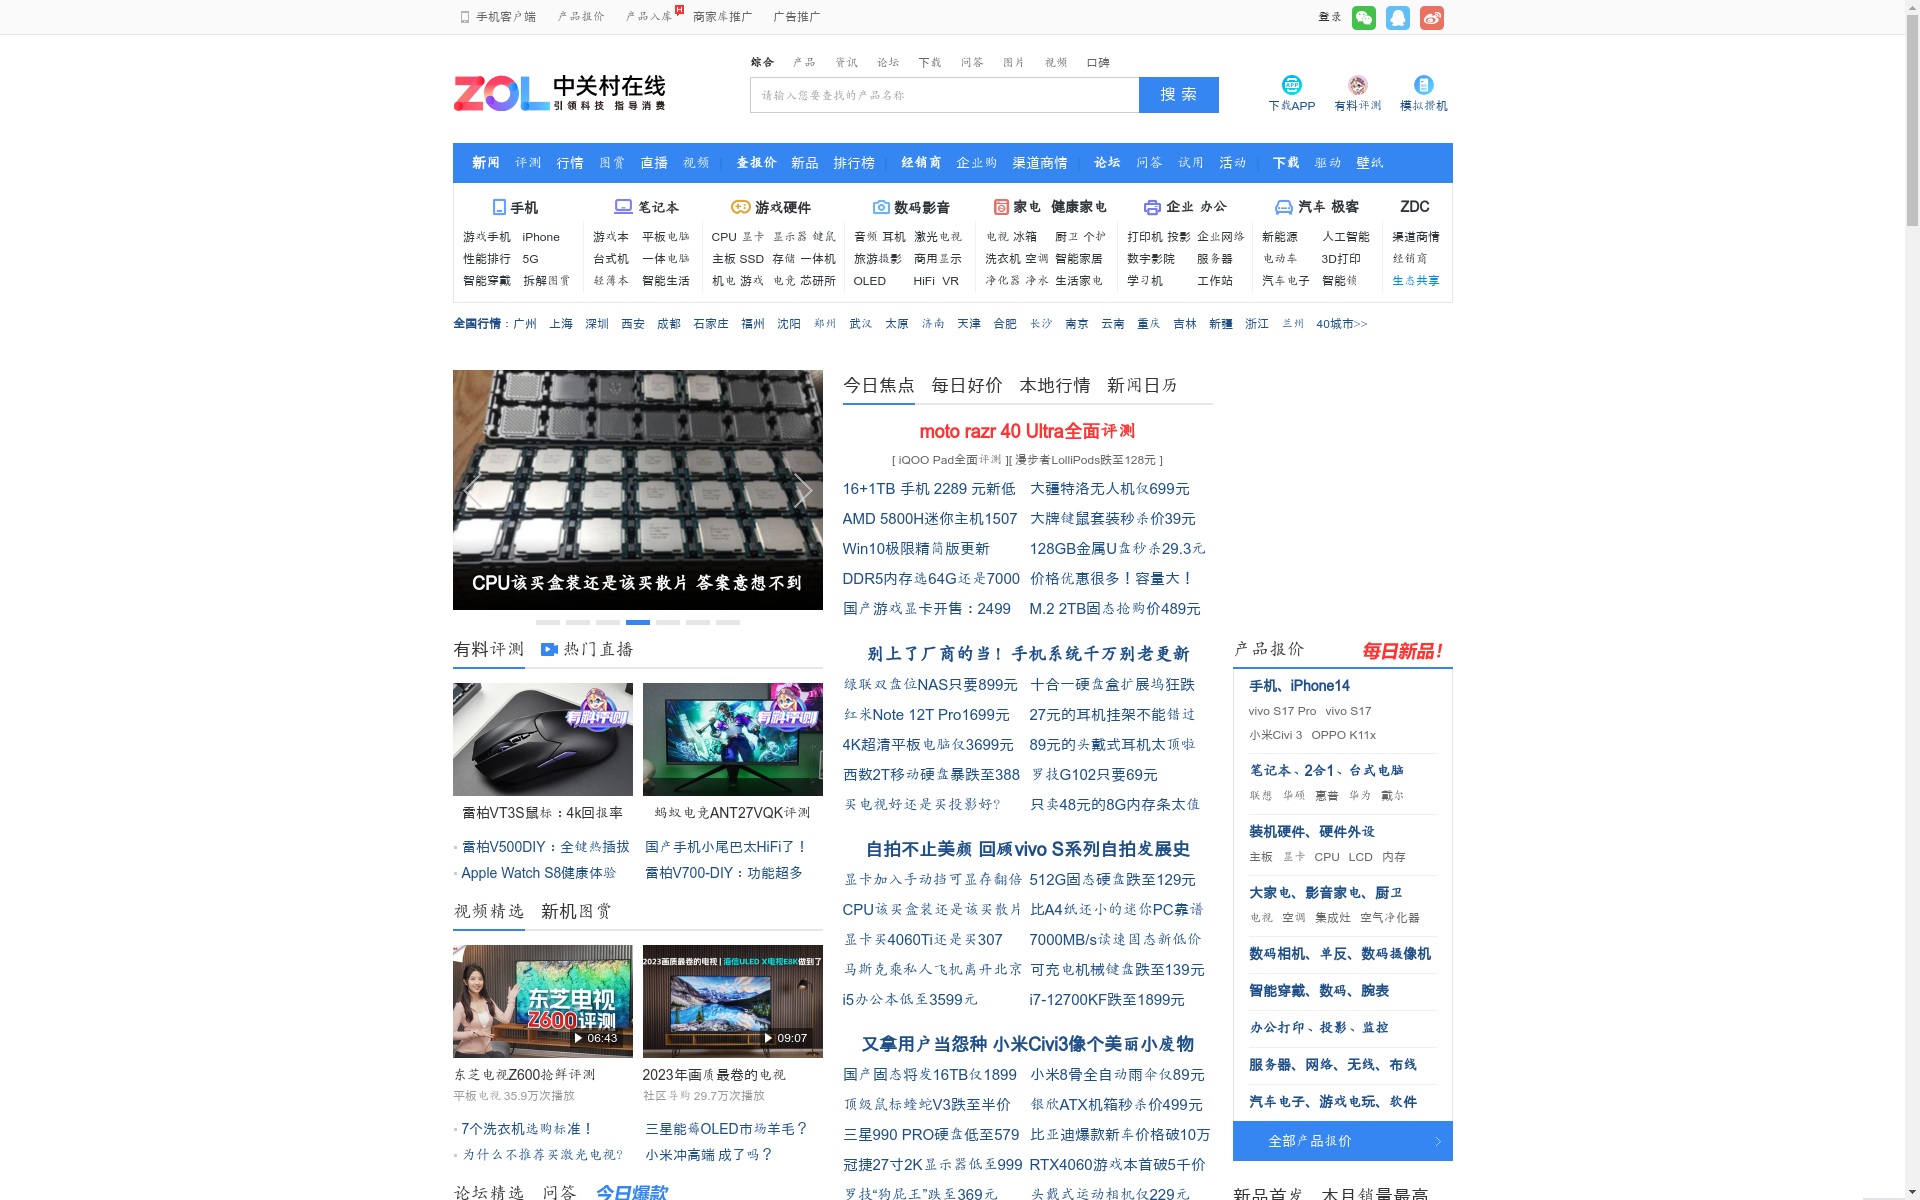 手机客户端 产品报价 产品入库 H 商家库推广 广告推广 登录
ZOL 中关村在线
引领科技 指导消费
综合 产品 资讯 论坛 下载 问答 图片 视频 口碑
请输入您要查找的产品名称 搜索
下载APP 有料评测 模拟攒机
新闻 评测 行情 图赏 直播 视频 查报价 新品 排行榜 经销商 企业购 渠道商情 论坛 问答 试用 活动 下载 驱动 壁纸
手机 笔记本 游戏硬件 数码影音 家电 健康家电 企业 办公 汽车 极客 ZDC
游戏手机 iPhone 游戏本 平板电脑 CPU 显卡 显示器 键鼠 音频 耳机 激光电视 电视 冰箱 厨卫 个护 打印机 投影 企业网络 新能源 人工智能 渠道商情
性能排行 5G 台式机 一体电脑 主板 SSD 存储 一体机 旅游摄影 商用显示 洗衣机 空调 智能家居 数字影院 服务器 电动车 3D打印 经销商
智能穿戴 拆解图赏 轻薄本 智能生活 机电 游戏 电竞 芯研所 OLED HiFi VR 净化器 净水 生活家电 学习机 工作站 汽车电子 智能锁 生态共享
全国行情：广州 上海 深圳 西安 成都 石家庄 福州 沈阳 郑州 武汉 太原 济南 天津 合肥 长沙 南京 云南 重庆 吉林 新疆 浙江 兰州 40城市>>
CPU该买盒装还是该买散片 答案意想不到
今日焦点 每日好价 本地行情 新闻日历
moto razr 40 Ultra全面评测
[ iQOO Pad全面评测 ][ 漫步者LolliPods跌至128元 ]
16+1TB 手机 2289 元新低 大疆特洛无人机仅699元
AMD 5800H迷你主机1507 大牌键鼠套装秒杀价39元
Win10极限精简版更新 128GB金属U盘秒杀29.3元
DDR5内存选64G还是7000 价格优惠很多！容量大！
国产游戏显卡开售：2499 M.2 2TB固态抢购价489元
有料评测 热门直播
有料评测
有料评测
雷柏VT3S鼠标：4k回报率 蚂蚁电竞ANT27VQK评测
雷柏V500DIY：全键热插拔 国产手机小尾巴太HiFi了！
Apple Watch S8健康体验 雷柏V700-DIY：功能超多
别上了厂商的当！手机系统千万别老更新
绿联双盘位NAS只要899元 十合一硬盘盒扩展坞狂跌
红米Note 12T Pro1699元 27元的耳机挂架不能错过
4K超清平板电脑仅3699元 89元的头戴式耳机太顶啦
西数2T移动硬盘暴跌至388 罗技G102只要69元
买电视好还是买投影好？ 只卖48元的8G内存条太值
视频精选 新机图赏
东芝电视
Z600评测
06:43
2023画质最卷的电视 | 海信ULED X电视E8K做到了
09:07
东芝电视Z600抢鲜评测 2023年画质最卷的电视
平板电视 35.9万次播放 社区导购 29.7万次播放
7个洗衣机选购标准！ 三星能薅OLED市场羊毛？
为什么不推荐买激光电视？ 小米冲高端 成了吗？
论坛精选 问答 今日爆款
自拍不止美颜 回顾vivo S系列自拍发展史
显卡加入手动挡可显存翻倍 512G固态硬盘跌至129元
CPU该买盒装还是该买散片 比A4纸还小的迷你PC靠谱
显卡买4060Ti还是买307 7000MB/s读速固态新低价
马斯克乘私人飞机离开北京 可充电机械键盘跌至139元
i5办公本低至3599元 i7-12700KF跌至1899元
又拿用户当怨种 小米Civi3像个美丽小废物
国产固态将发16TB仅1899 小米8骨全自动雨伞仅89元
顶级鼠标蝰蛇V3跌至半价 银欣ATX机箱秒杀价499元
三星990 PRO硬盘低至579 比亚迪爆款新车价格破10万
冠捷27寸2K显示器低至999 RTX4060游戏本首破5千价
罗技“狗屁王”跌至369元 头戴式运动相机仅229元
产品报价 每日新品！
手机、iPhone14
vivo S17 Pro vivo S17
小米Civi 3 OPPO K11x
笔记本、2合1、台式电脑
联想 华硕 惠普 华为 戴尔
装机硬件、硬件外设
主板 显卡 CPU LCD 内存
大家电、影音家电、厨卫
电视 空调 集成灶 空气净化器
数码相机、单反、数码摄像机
智能穿戴、数码、腕表
办公打印、投影、监控
服务器、网络、无线、布线
汽车电子、游戏电玩、软件
全部产品报价
新品首发 本月销量最高